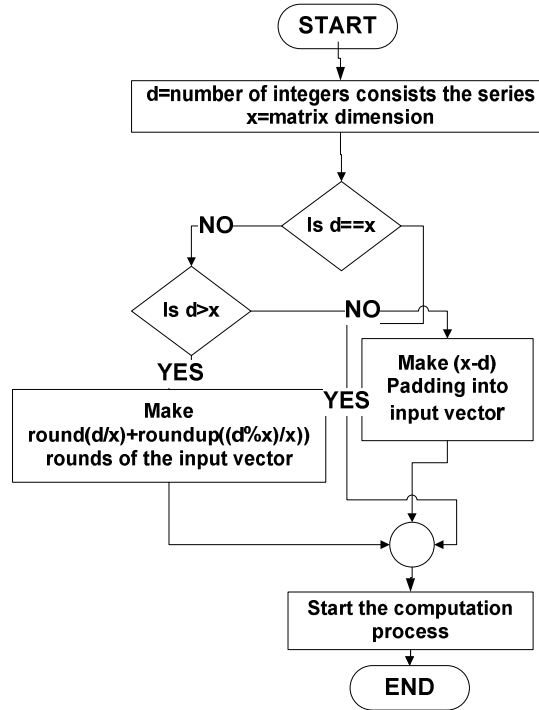 START
d=number of integers consists the series
x=matrix dimension
Is d==x
NO
Is d>x
NO
YES
Make (x-d)
Padding into
input vector
YES
Make
round(d/x)+roundup((d%x)/x))
rounds of the input vector
Start the computation
process
END